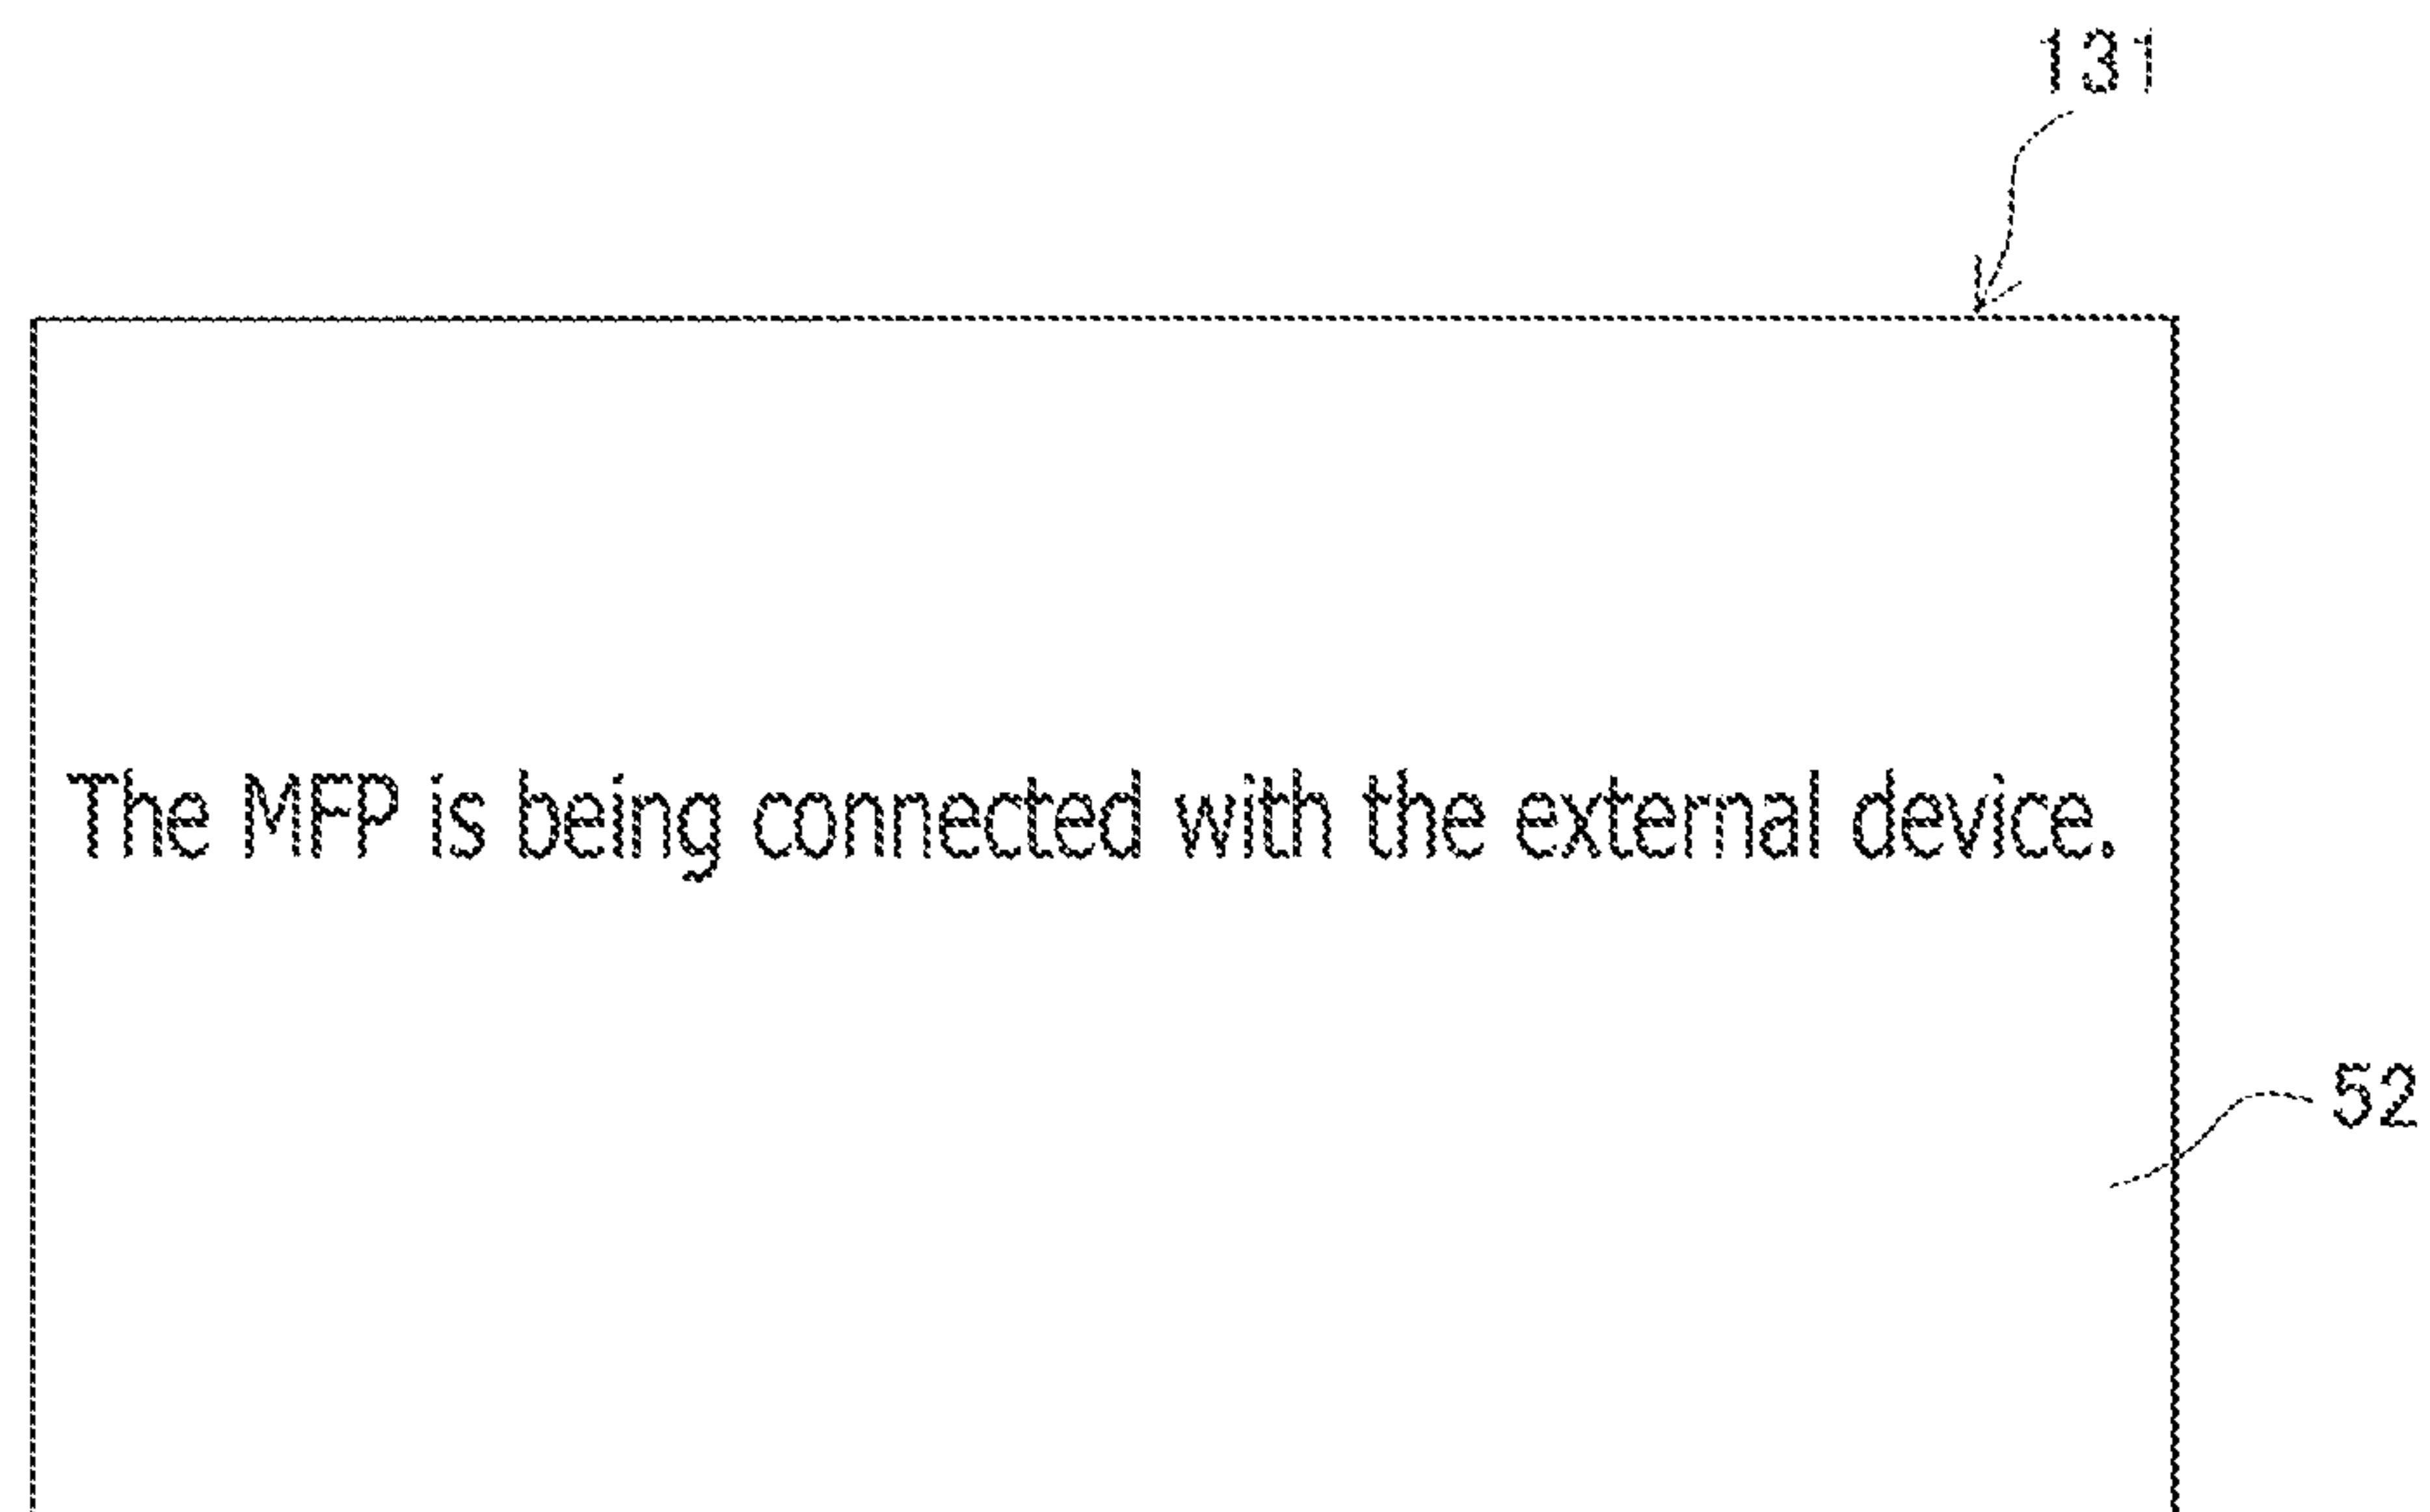 131
The MFP is being connected with the external device.
52